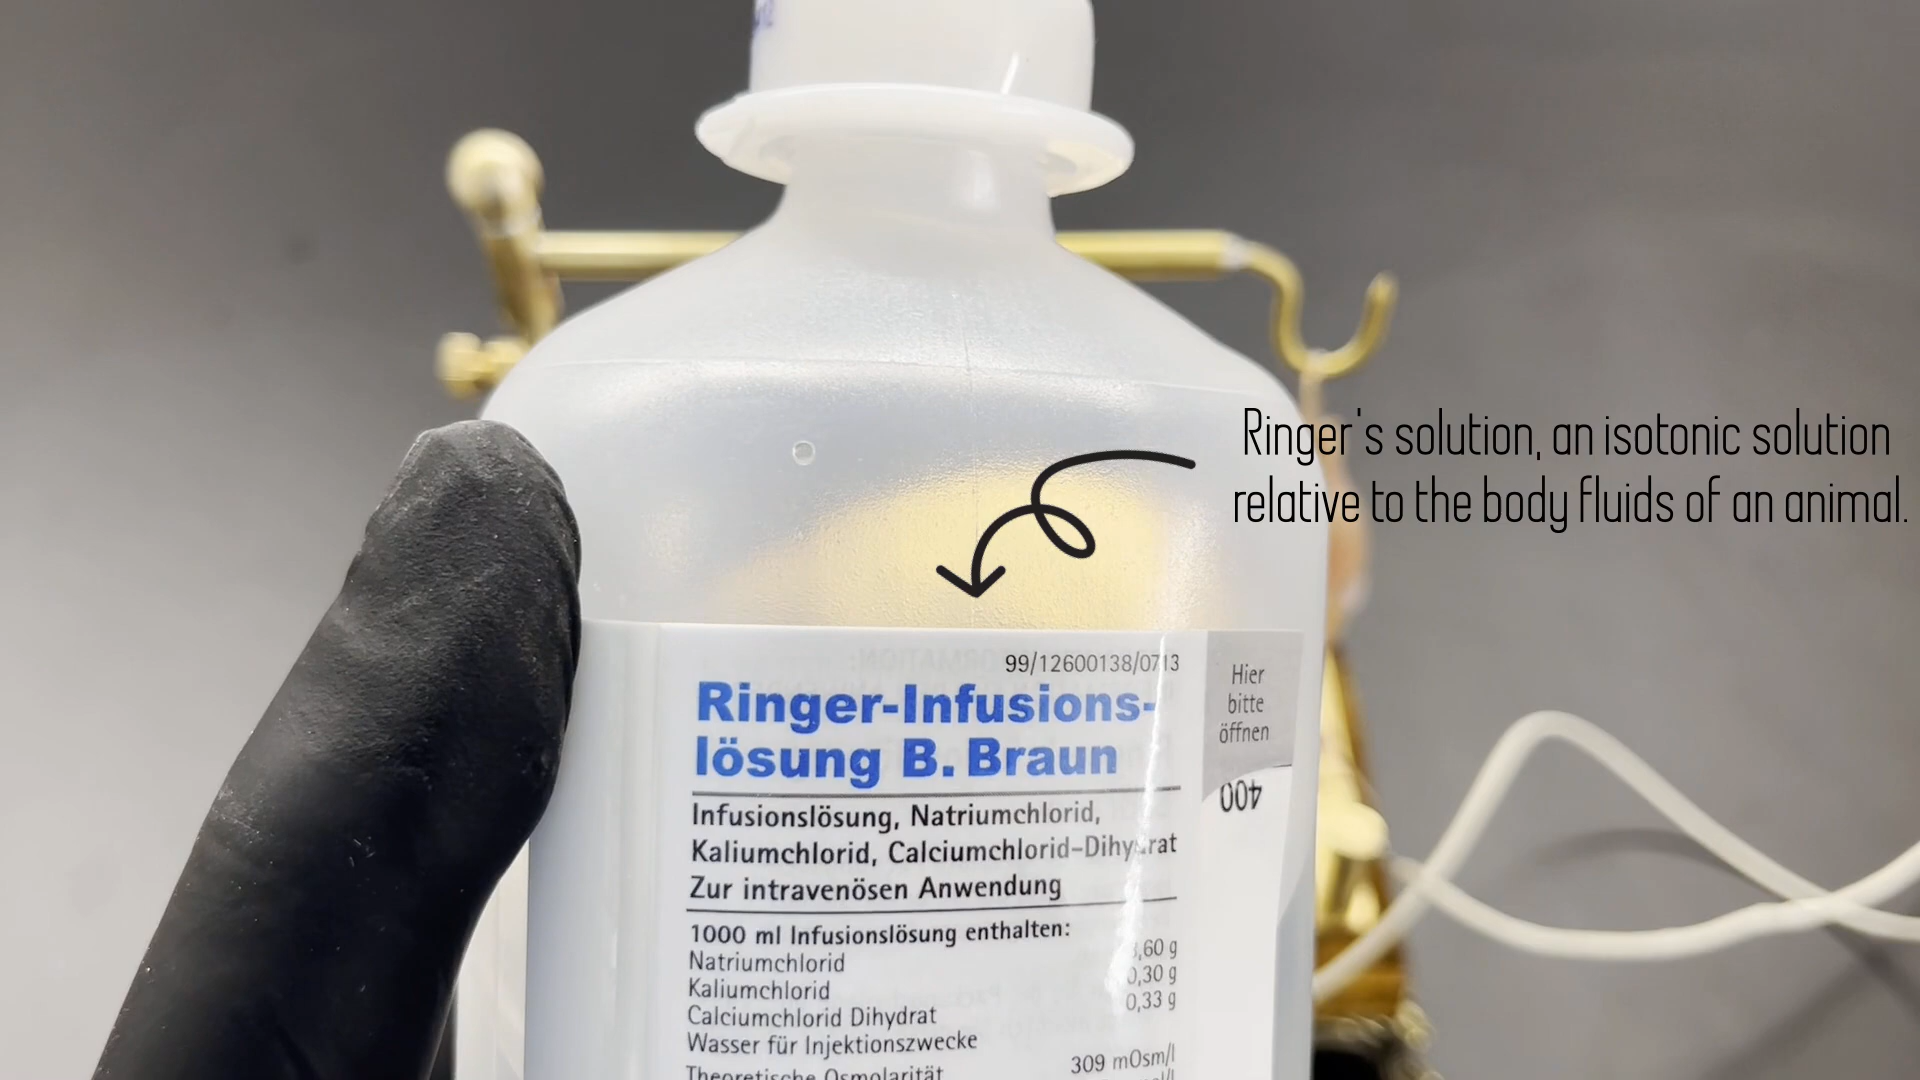 Ringer's solution, an isotonic solution
relative to the body fluids of an animal.
99/12600138/0713
Ringer-Infusions-
lösung B. Braun
Infusionslösung, Natriumchlorid,
Kaliumchlorid, Calciumchlorid-Dihydrat
Zur intravenösen Anwendung
1000 ml Infusionslösung enthalten:
Natriumchlorid ,60 g
Kaliumchlorid 0,30 g
Calciumchlorid Dihydrat 0,33 g
Wasser für Injektionszwecke
Theoretische Osmolarität 309 mOsm/l
Hier
bitte
öffnen
400